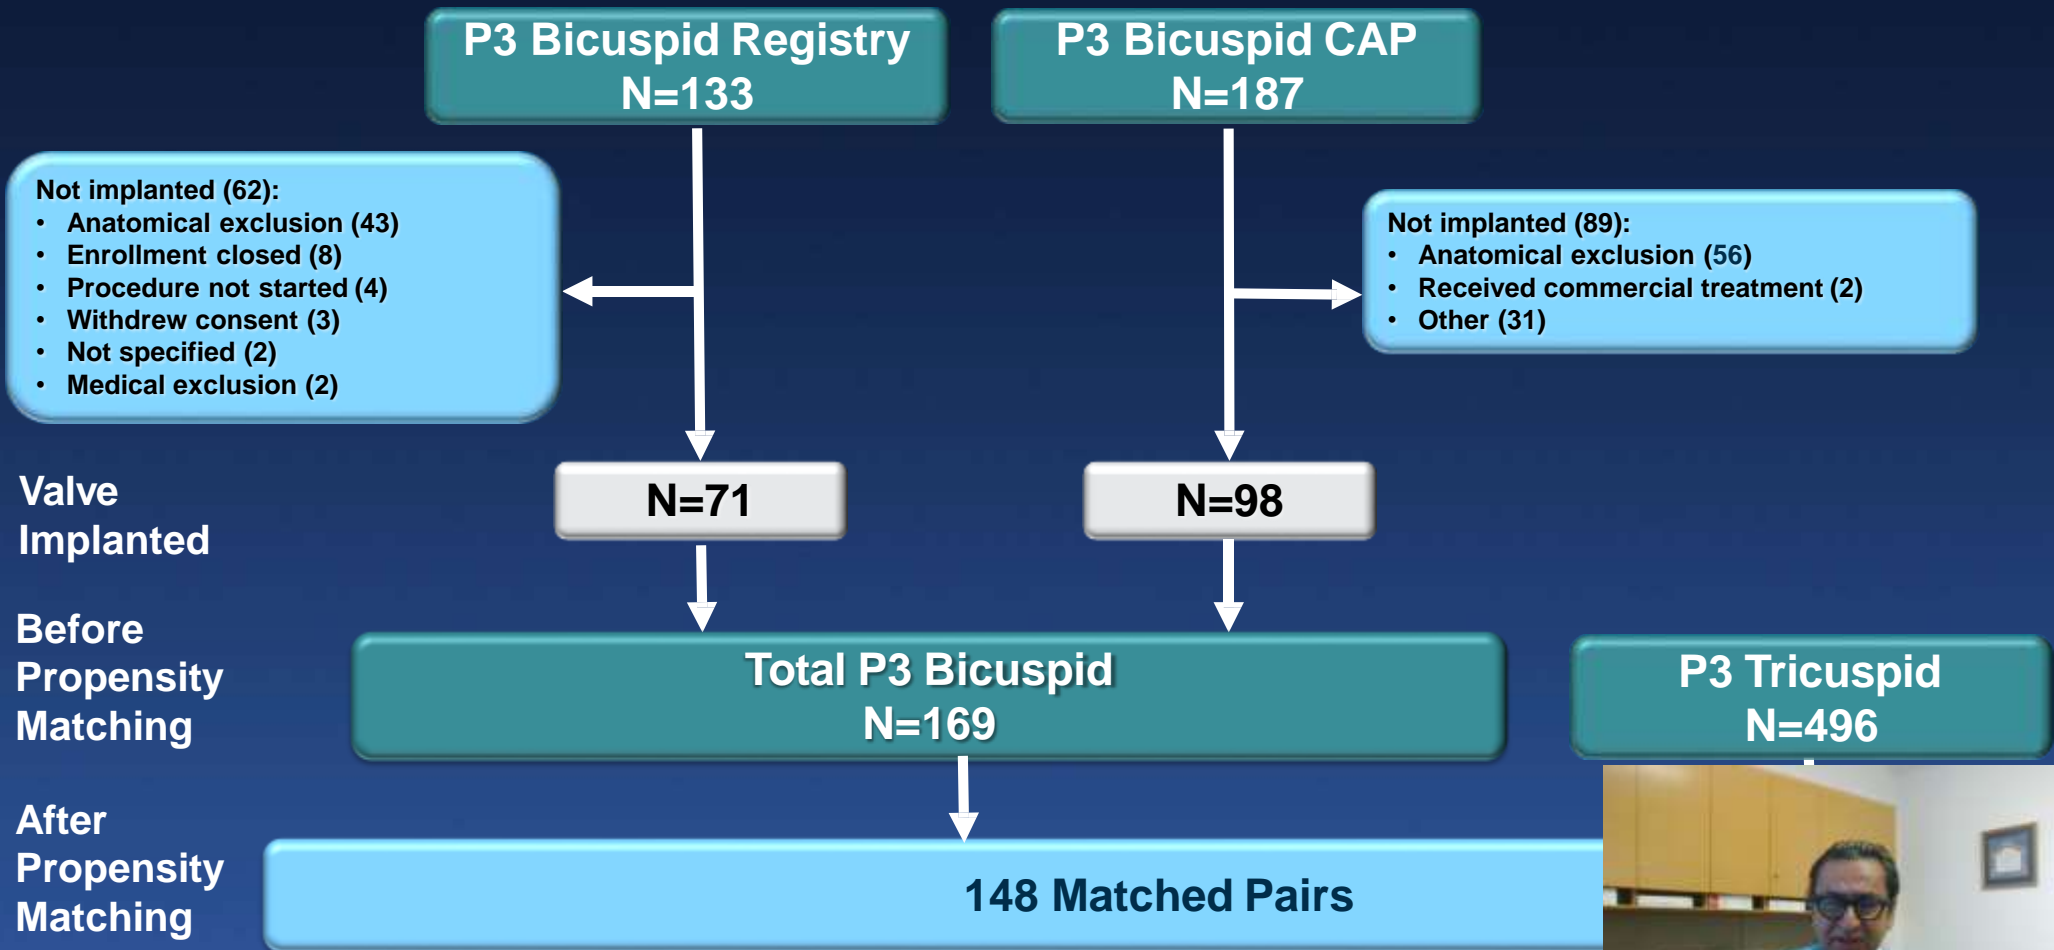 P3 Bicuspid Registry
N=133
P3 Bicuspid CAP
N=187
Not implanted (62):
• Anatomical exclusion (43)
• Enrollment closed (8)
• Procedure not started (4)
• Withdrew consent (3)
• Not specified (2)
• Medical exclusion (2)
Not implanted (89):
• Anatomical exclusion (56)
• Received commercial treatment (2)
• Other (31)
Valve
Implanted
N=71
N=98
Before
Propensity
Matching
Total P3 Bicuspid
N=169
P3 Tricuspid
N=496
After
Propensity
Matching
148 Matched Pairs